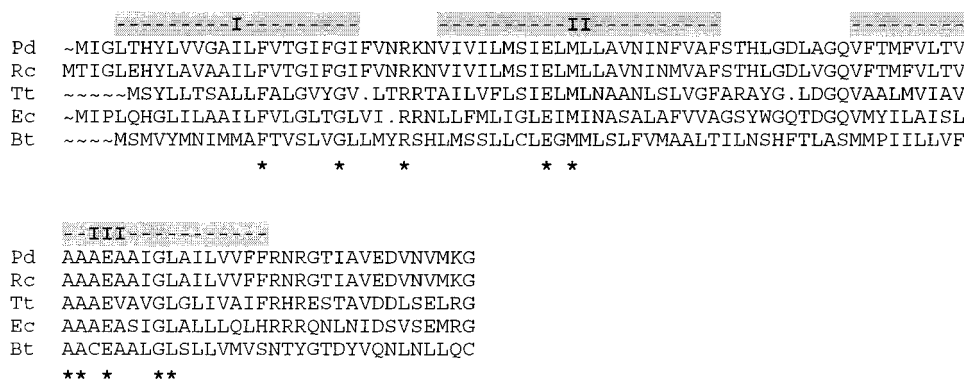 -----------I----------- -----------II----------- -----------
Pd ~MIGLTHYLVVGAILFVTGIFGIFVNRKNVIVILMSIELMLLAVNINFVAFSTHLGDLAGQVFTMFVLTV
Rc MTIGLEHYLAVAAILFVTGIFGIFVNRKNVIVILMSIELMLLAVNINMVAFSTHLGDLVGQVFTMFVLTV
Tt ~~~~~MSYLLTSALLFALGVYGV.LTRRTAILVFLSIELMLNAANLSLVGFARAYG.LDGQVAALMVIAV
Ec ~MIPLQHGLILAAILFVLGLTGLVI.RRNLLFMLIGLEIMINASALAFVVAGSYWGQTDGQVMYILAISL
Bt ~~~~MSMVYMNIMMAFTVSLVGLLMYRSHLMSSLLCLEGMMLSLFVMAALTILNSHFTLASMMPIILLVF
* * * * *
--III-----------
Pd AAAEAAIGLAILVVFFRNRGTIAVEDVNVMKG
Rc AAAEAAIGLAILVVFFRNRGTIAVEDVNVMKG
Tt AAAEVAVGLGLIVAIFRHRESTAVDDLSELRG
Ec AAAEASIGLALLLQLHRRRQNLNIDSVSEMRG
Bt AACEAALGLSLLVMVSNTYGTDYVQNLNLLQC
** * **